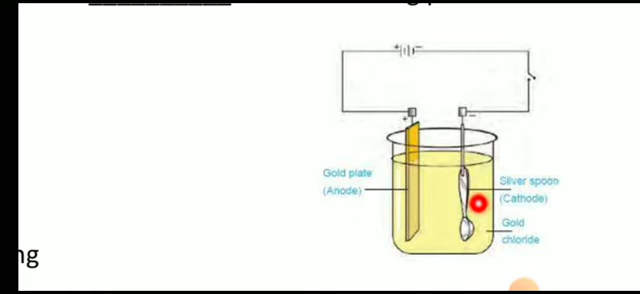 + −
+ −
Gold plate
(Anode)
Silver spoon
(Cathode)
Gold
chloride
ng